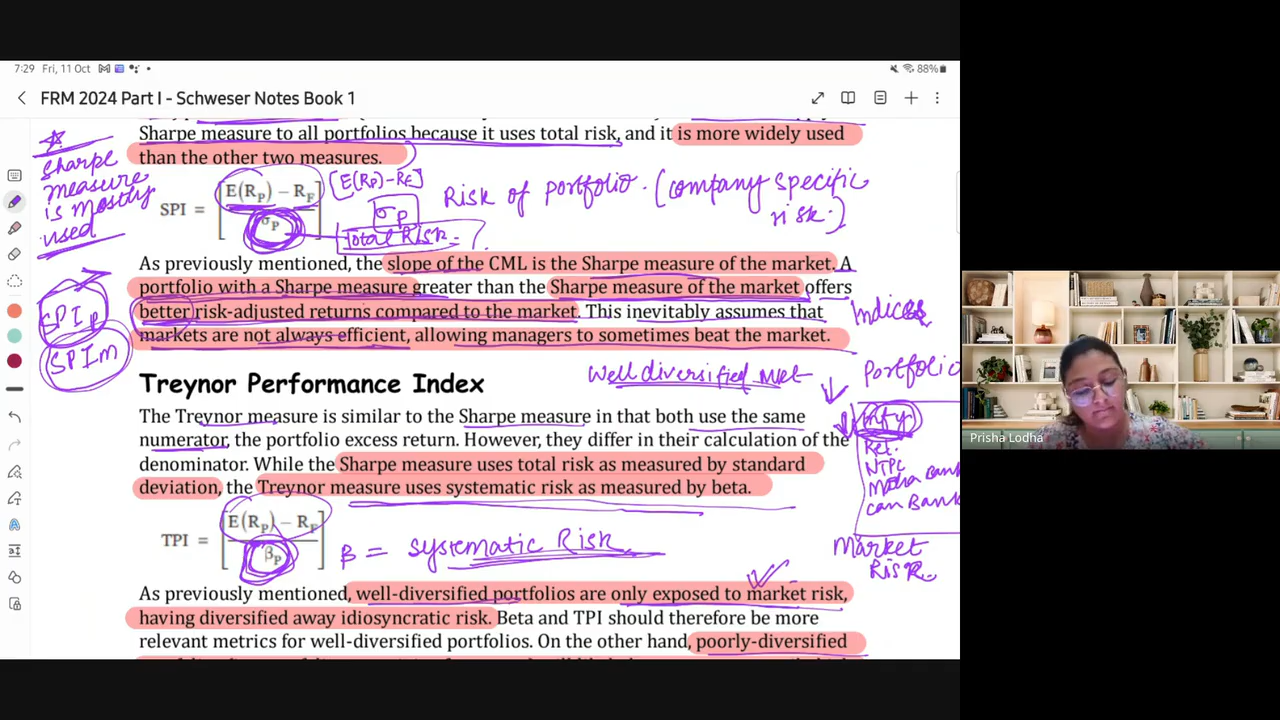 7:29 Fri, 11 Oct
88%
FRM 2024 Part I - Schweser Notes Book 1
Sharpe measure to all portfolios because it uses total risk, and it is more widely used
than the other two measures.
Sharpe
measure
is mostly
used
SPI = [ E(RP) − RF / σP ]
[E(RP) - RF]
σP
Total Risk =
Risk of portfolio. (company specific
risk.)
As previously mentioned, the slope of the CML is the Sharpe measure of the market. A
portfolio with a Sharpe measure greater than the Sharpe measure of the market offers
better risk-adjusted returns compared to the market. This inevitably assumes that
markets are not always efficient, allowing managers to sometimes beat the market.
SPIp
SPIm
Indices
Portfolio
Treynor Performance Index
Well diversified
The Treynor measure is similar to the Sharpe measure in that both use the same
numerator, the portfolio excess return. However, they differ in their calculation of the
denominator. While the Sharpe measure uses total risk as measured by standard
deviation, the Treynor measure uses systematic risk as measured by beta.
Nifty
Rel.
NTPC
Bank
Can Bank
Market
Risk
TPI = [ E(RP) − RF / βP ]
β = systematic Risk
As previously mentioned, well-diversified portfolios are only exposed to market risk,
having diversified away idiosyncratic risk. Beta and TPI should therefore be more
relevant metrics for well-diversified portfolios. On the other hand, poorly-diversified
Prisha Lodha